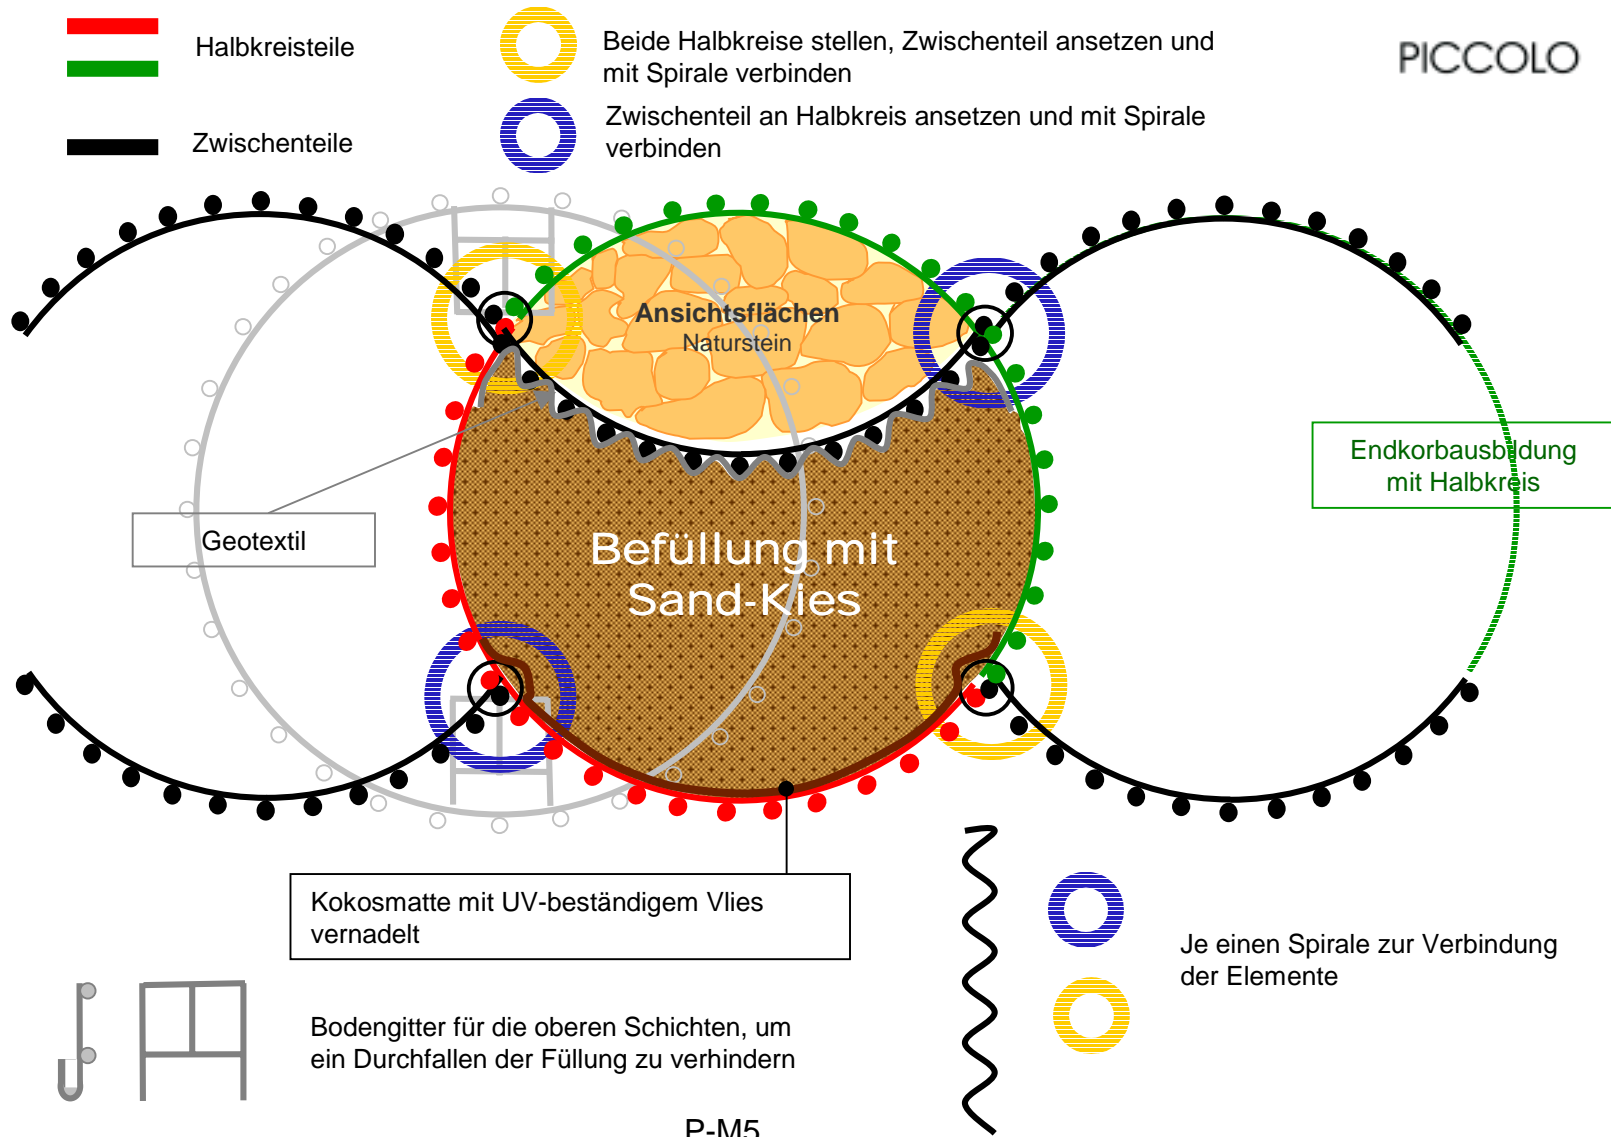 Halbkreisteile
Zwischenteile
Beide Halbkreise stellen, Zwischenteil ansetzen und
mit Spirale verbinden
Zwischenteil an Halbkreis ansetzen und mit Spirale
verbinden
PICCOLO
Ansichtsflächen
Naturstein
Endkorbausbildung
mit Halbkreis
Geotextil
Befüllung mit
Sand-Kies
Kokosmatte mit UV-beständigem Vlies
vernadelt
Je einen Spirale zur Verbindung
der Elemente
Bodengitter für die oberen Schichten, um
ein Durchfallen der Füllung zu verhindern
P-M5